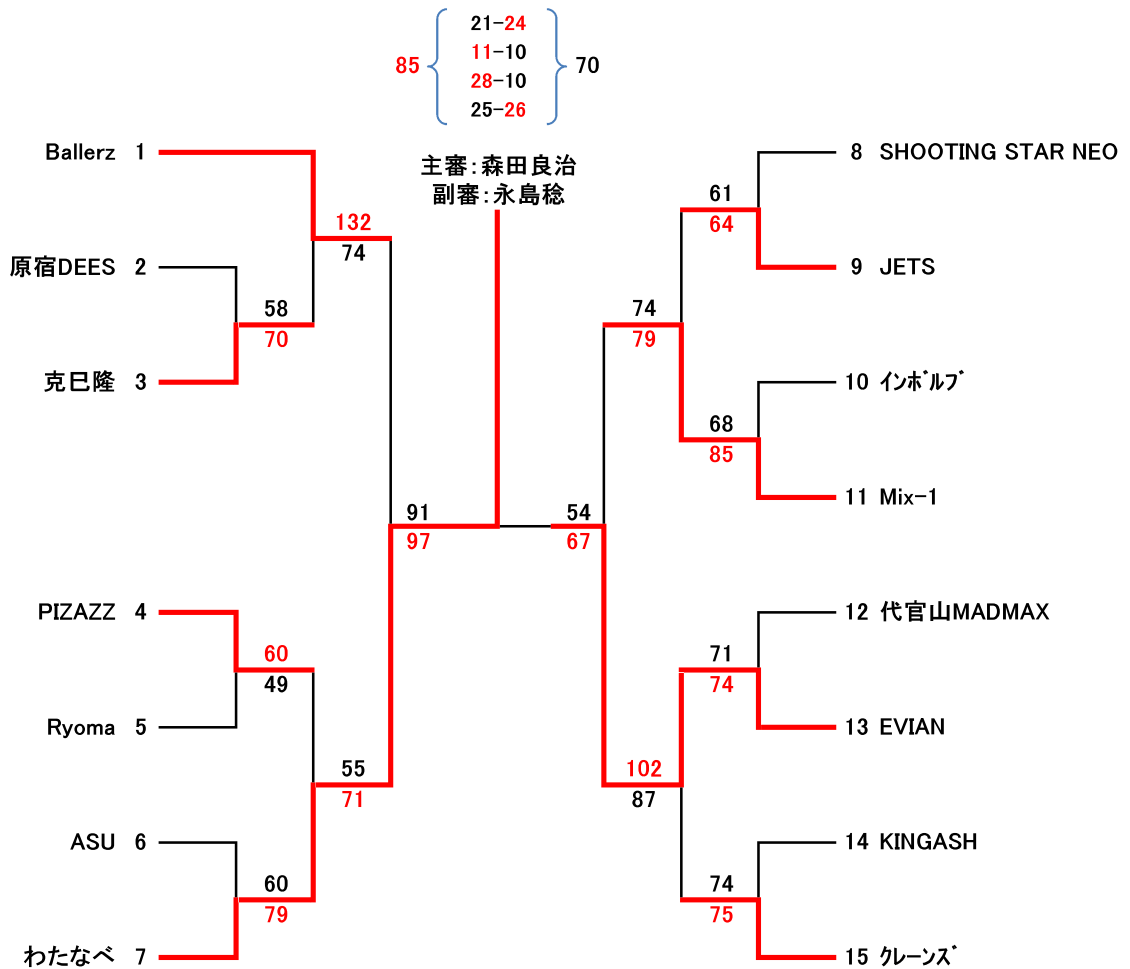 21-24
11-10
28-10
25-26
85
70
主審：森田良治
副審：永島稔
Ballerz 1
原宿DEES 2
克巳隆 3
PIZAZZ 4
Ryoma 5
ASU 6
わたなべ 7
132
74
58
70
60
49
55
71
60
79
91
97
54
67
61
64
74
79
68
85
71
74
102
87
74
75
8 SHOOTING STAR NEO
9 JETS
10 ｲﾝﾎﾞﾙﾌﾞ
11 Mix-1
12 代官山MADMAX
13 EVIAN
14 KINGASH
15 ｸﾚｰﾝｽﾞ